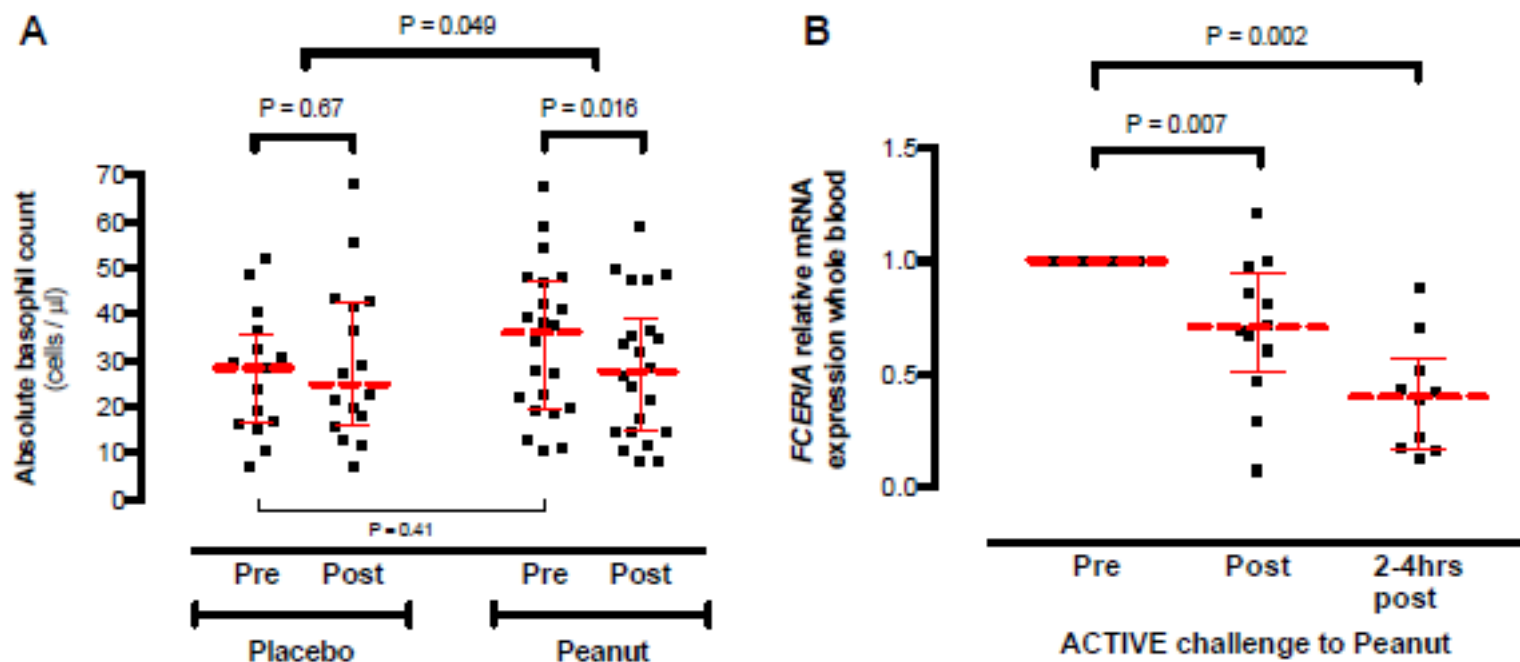 A
P = 0.049
P = 0.67
P = 0.016
Absolute basophill count
(cells / µl)
70
60
50
40
30
20
10
0
P = 0.41
Pre
Post
Pre
Post
Placebo
Peanut
B
P = 0.002
P = 0.007
FCERIA relative mRNA
expression whole blood
1.5
1.0
0.5
0.0
Pre
Post
2-4hrs
post
ACTIVE challenge to Peanut